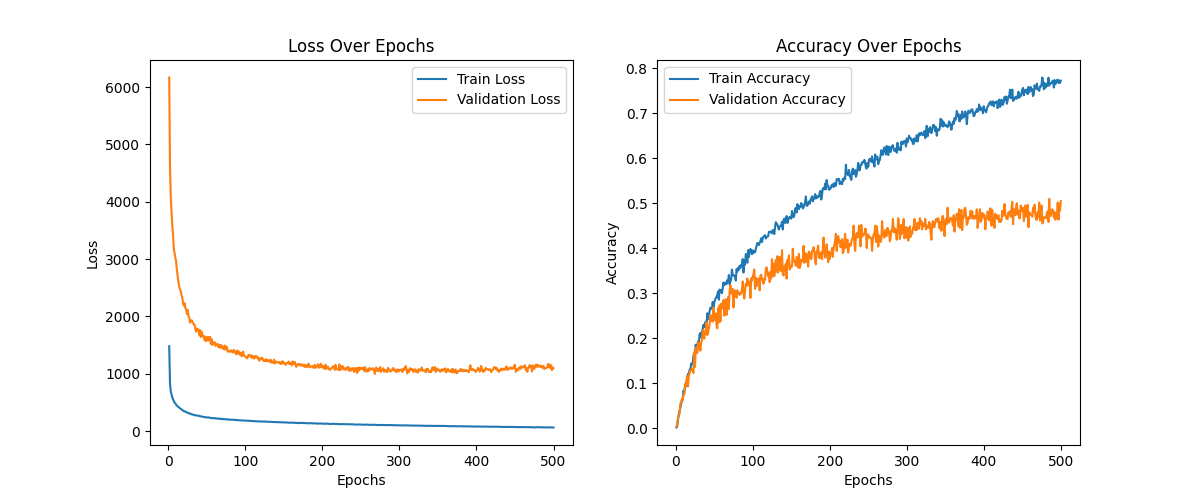 Loss Over Epochs
Train Loss
Validation Loss
6000
5000
4000
3000
2000
1000
0
Loss
0 100 200 300 400 500
Epochs
Accuracy Over Epochs
Train Accuracy
Validation Accuracy
0.8
0.7
0.6
0.5
0.4
0.3
0.2
0.1
0.0
Accuracy
0 100 200 300 400 500
Epochs